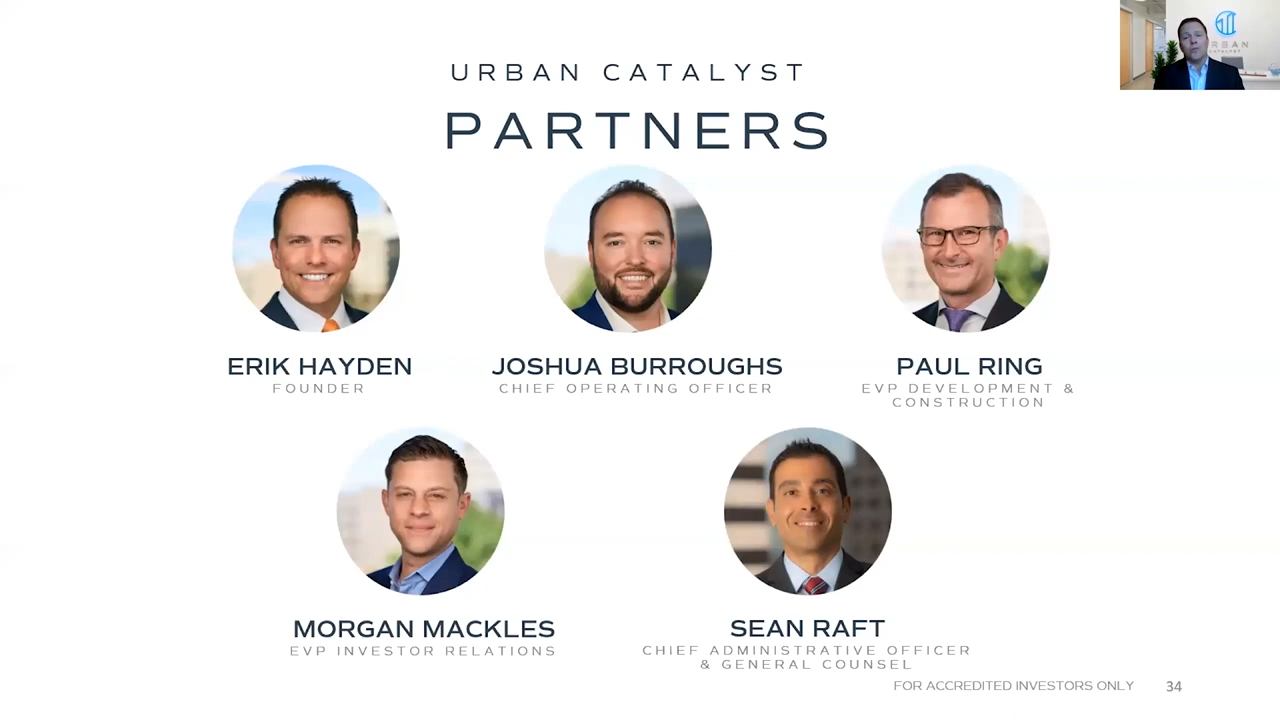 URBAN CATALYST
PARTNERS
ERIK HAYDEN
FOUNDER
JOSHUA BURROUGHS
CHIEF OPERATING OFFICER
PAUL RING
EVP DEVELOPMENT &
CONSTRUCTION
MORGAN MACKLES
EVP INVESTOR RELATIONS
SEAN RAFT
CHIEF ADMINISTRATIVE OFFICER
& GENERAL COUNSEL
FOR ACCREDITED INVESTORS ONLY
34